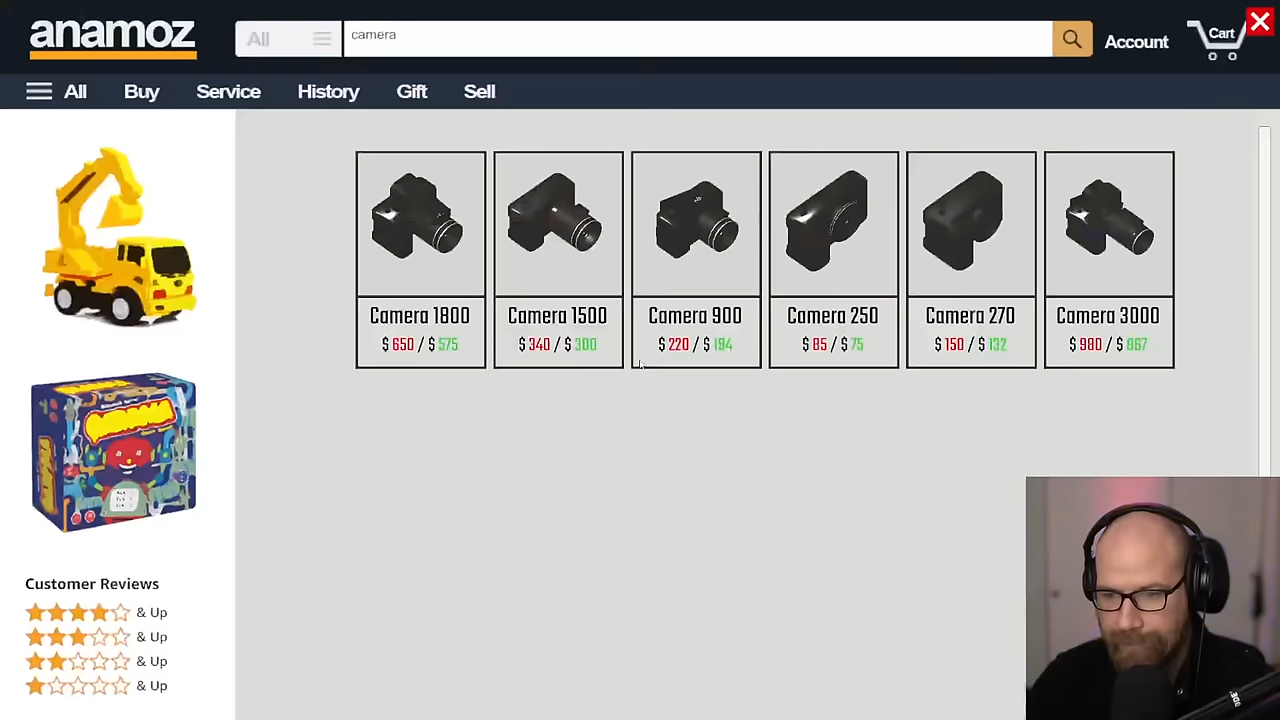 anamoz
All
camera
Account
Cart
All
Buy
Service
History
Gift
Sell
Camera 1800
$ 650 / $ 575
Camera 1500
$ 340 / $ 300
Camera 900
$ 220 / $ 194
Camera 250
$ 85 / $ 75
Camera 270
$ 150 / $ 132
Camera 3000
$ 980 / $ 867
Customer Reviews
& Up
& Up
& Up
& Up